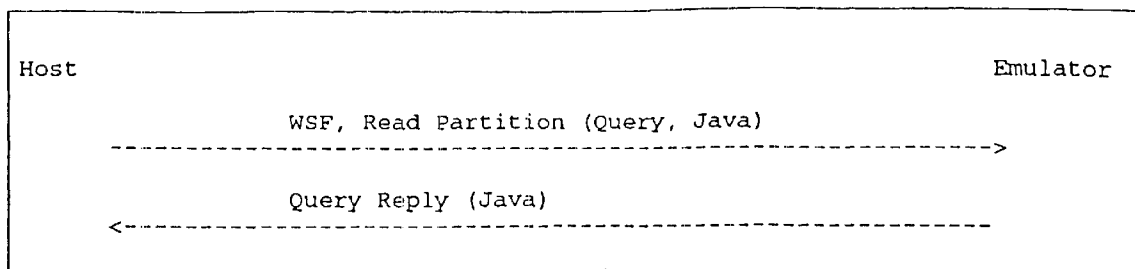 Host Emulator
WSF, Read Partition (Query, Java)
---------------------------------------------------------------->
Query Reply (Java)
<----------------------------------------------------------------